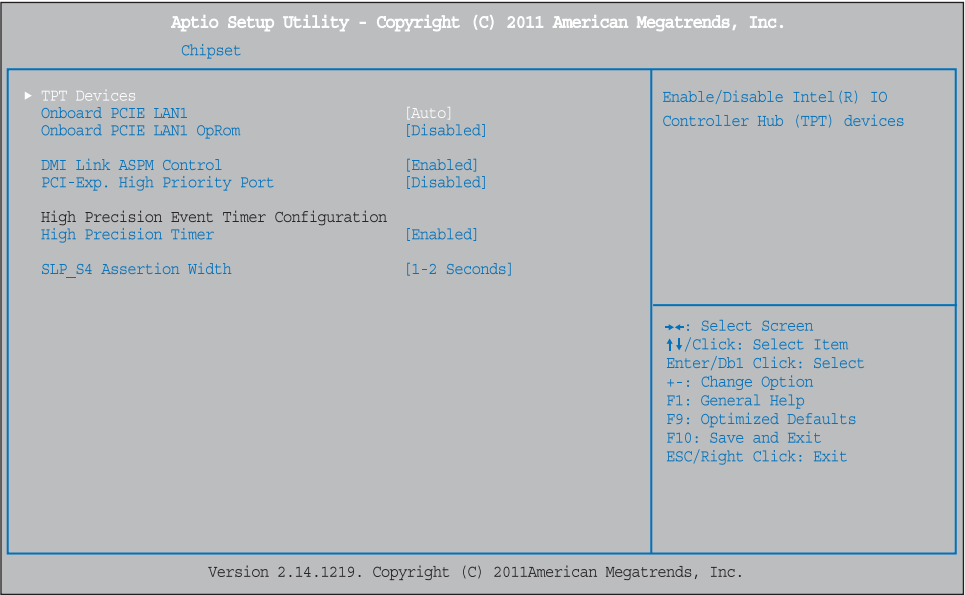 Aptio Setup Utility - Copyright (C) 2011 American Megatrends, Inc.
Chipset
▶ TPT Devices
Onboard PCIE LAN1 [Auto]
Onboard PCIE LAN1 OpRom [Disabled]
DMI Link ASPM Control [Enabled]
PCI-Exp. High Priority Port [Disabled]
High Precision Event Timer Configuration
High Precision Timer [Enabled]
SLP_S4 Assertion Width [1-2 Seconds]
Enable/Disable Intel(R) IO
Controller Hub (TPT) devices
→←: Select Screen
↑↓/Click: Select Item
Enter/Db1 Click: Select
+-: Change Option
F1: General Help
F9: Optimized Defaults
F10: Save and Exit
ESC/Right Click: Exit
Version 2.14.1219. Copyright (C) 2011American Megatrends, Inc.